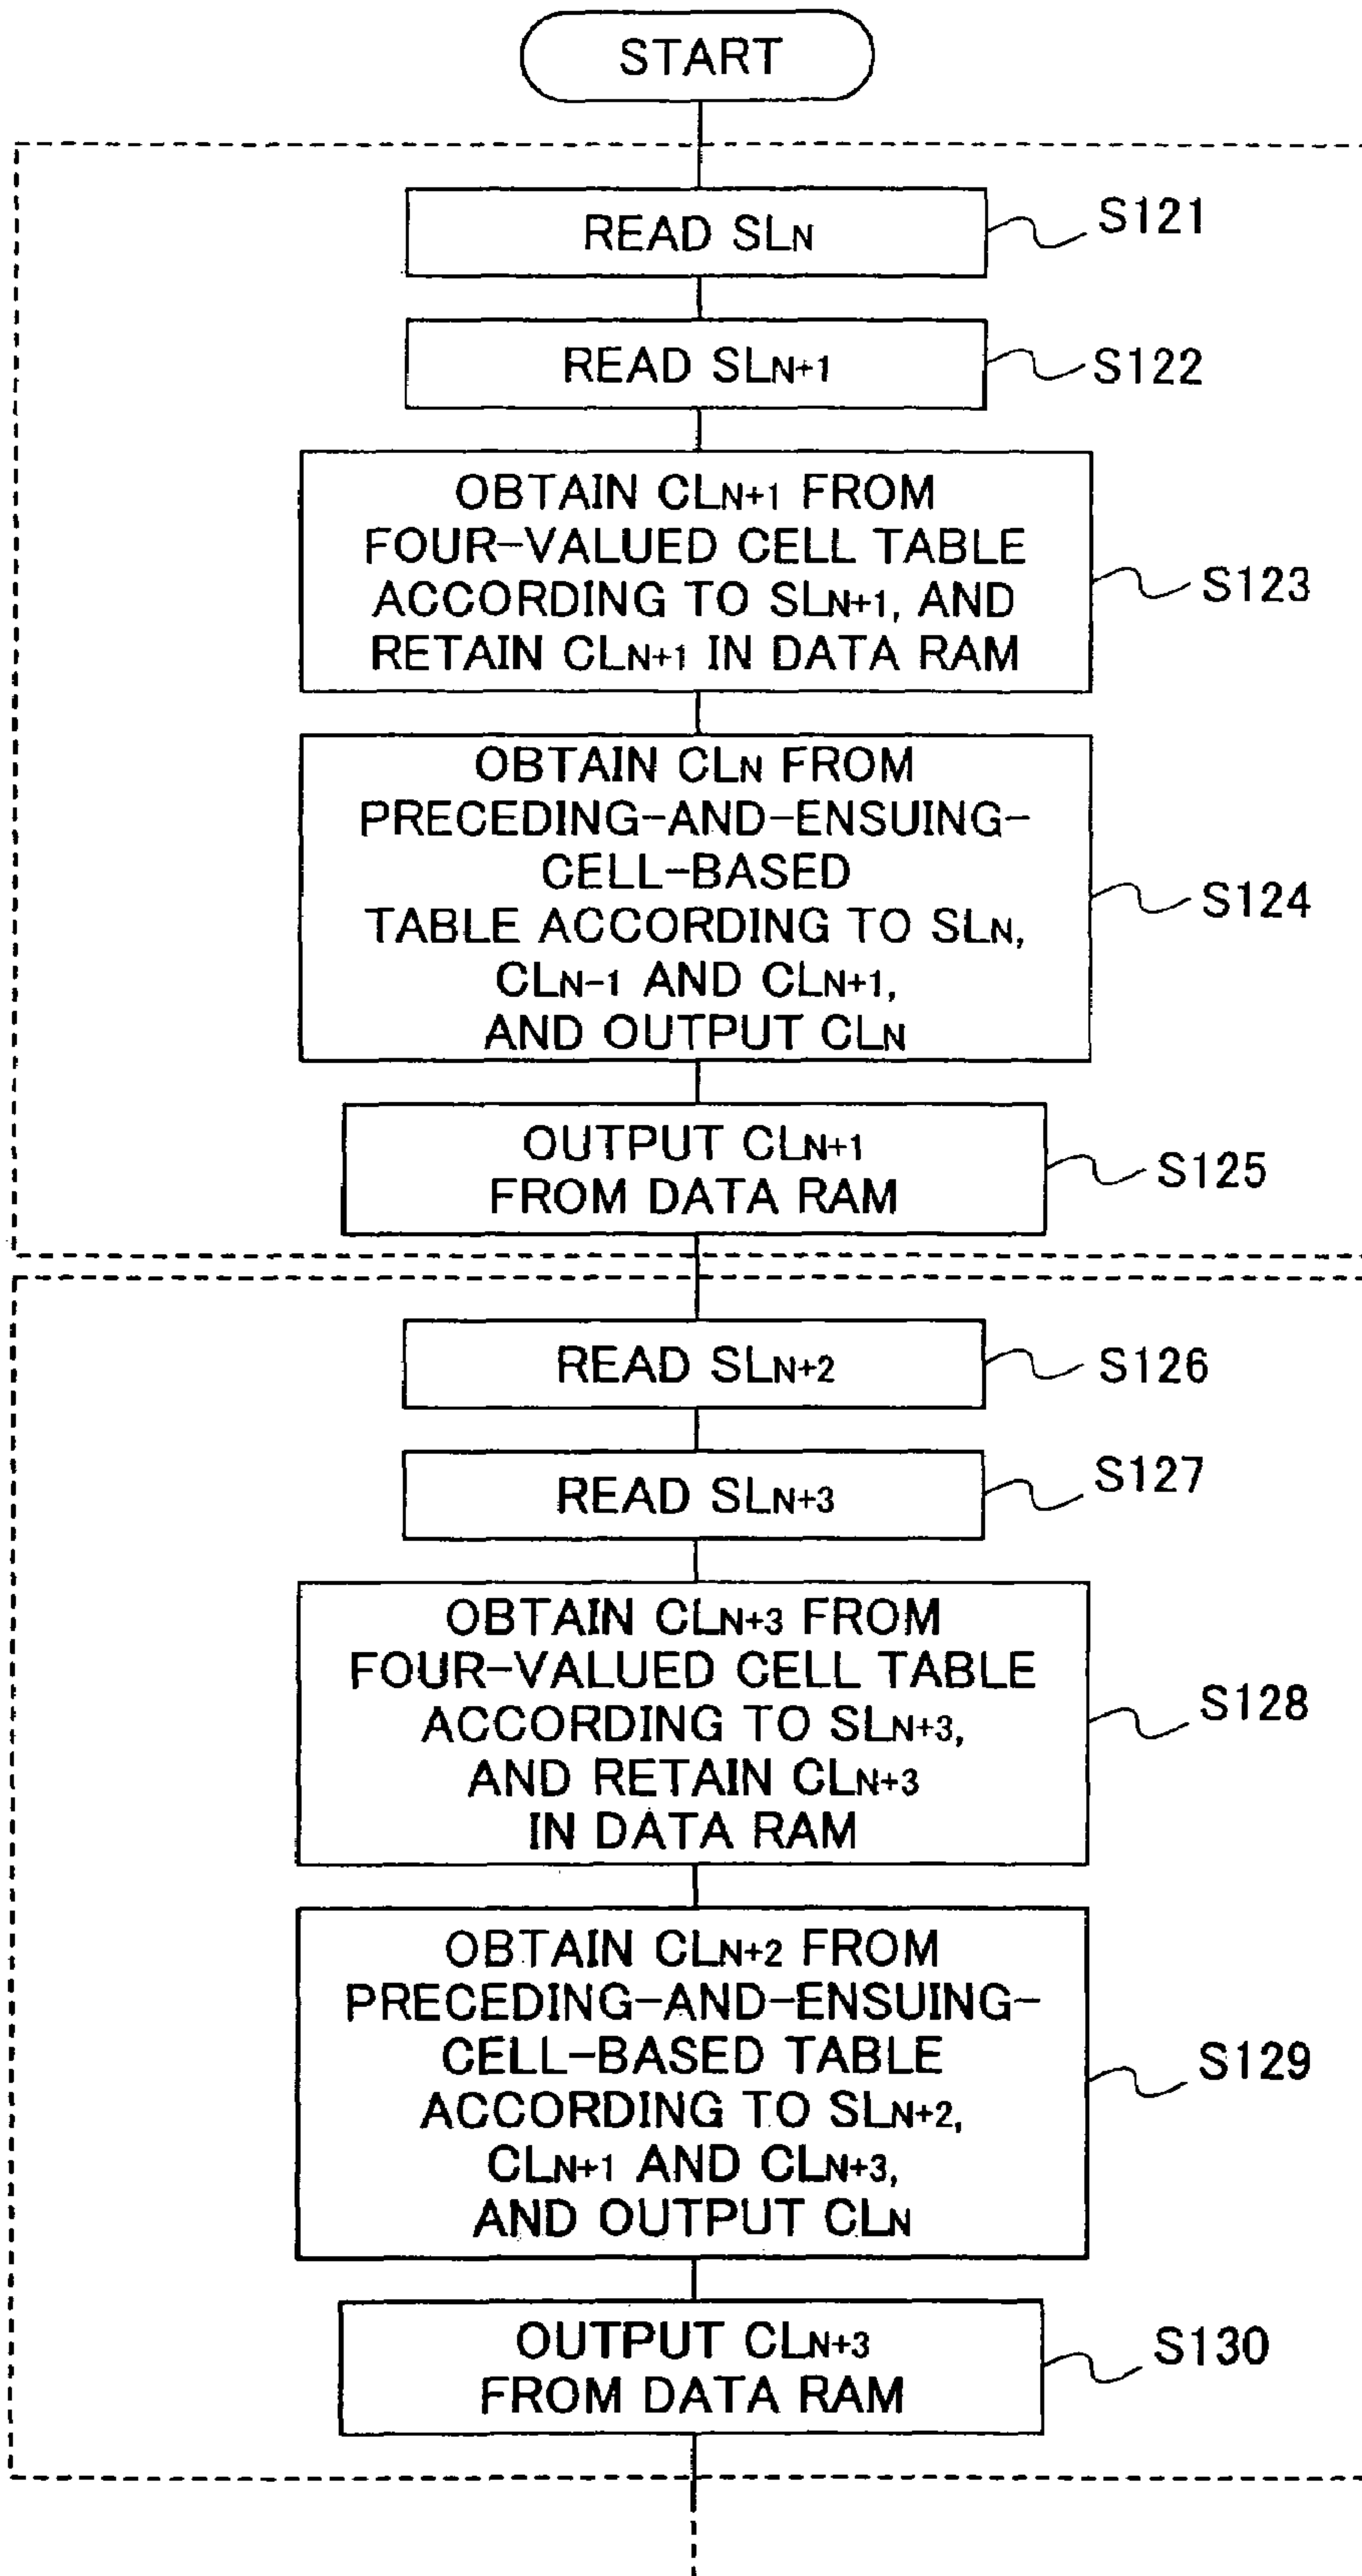 START
READ SLN
S121
READ SLN+1
S122
OBTAIN CLN+1 FROM
FOUR-VALUED CELL TABLE
ACCORDING TO SLN+1, AND
RETAIN CLN+1 IN DATA RAM
S123
OBTAIN CLN FROM
PRECEDING-AND-ENSUING-
CELL-BASED
TABLE ACCORDING TO SLN,
CLN-1 AND CLN+1,
AND OUTPUT CLN
S124
OUTPUT CLN+1
FROM DATA RAM
S125
READ SLN+2
S126
READ SLN+3
S127
OBTAIN CLN+3 FROM
FOUR-VALUED CELL TABLE
ACCORDING TO SLN+3,
AND RETAIN CLN+3
IN DATA RAM
S128
OBTAIN CLN+2 FROM
PRECEDING-AND-ENSUING-
CELL-BASED TABLE
ACCORDING TO SLN+2,
CLN+1 AND CLN+3,
AND OUTPUT CLN
S129
OUTPUT CLN+3
FROM DATA RAM
S130